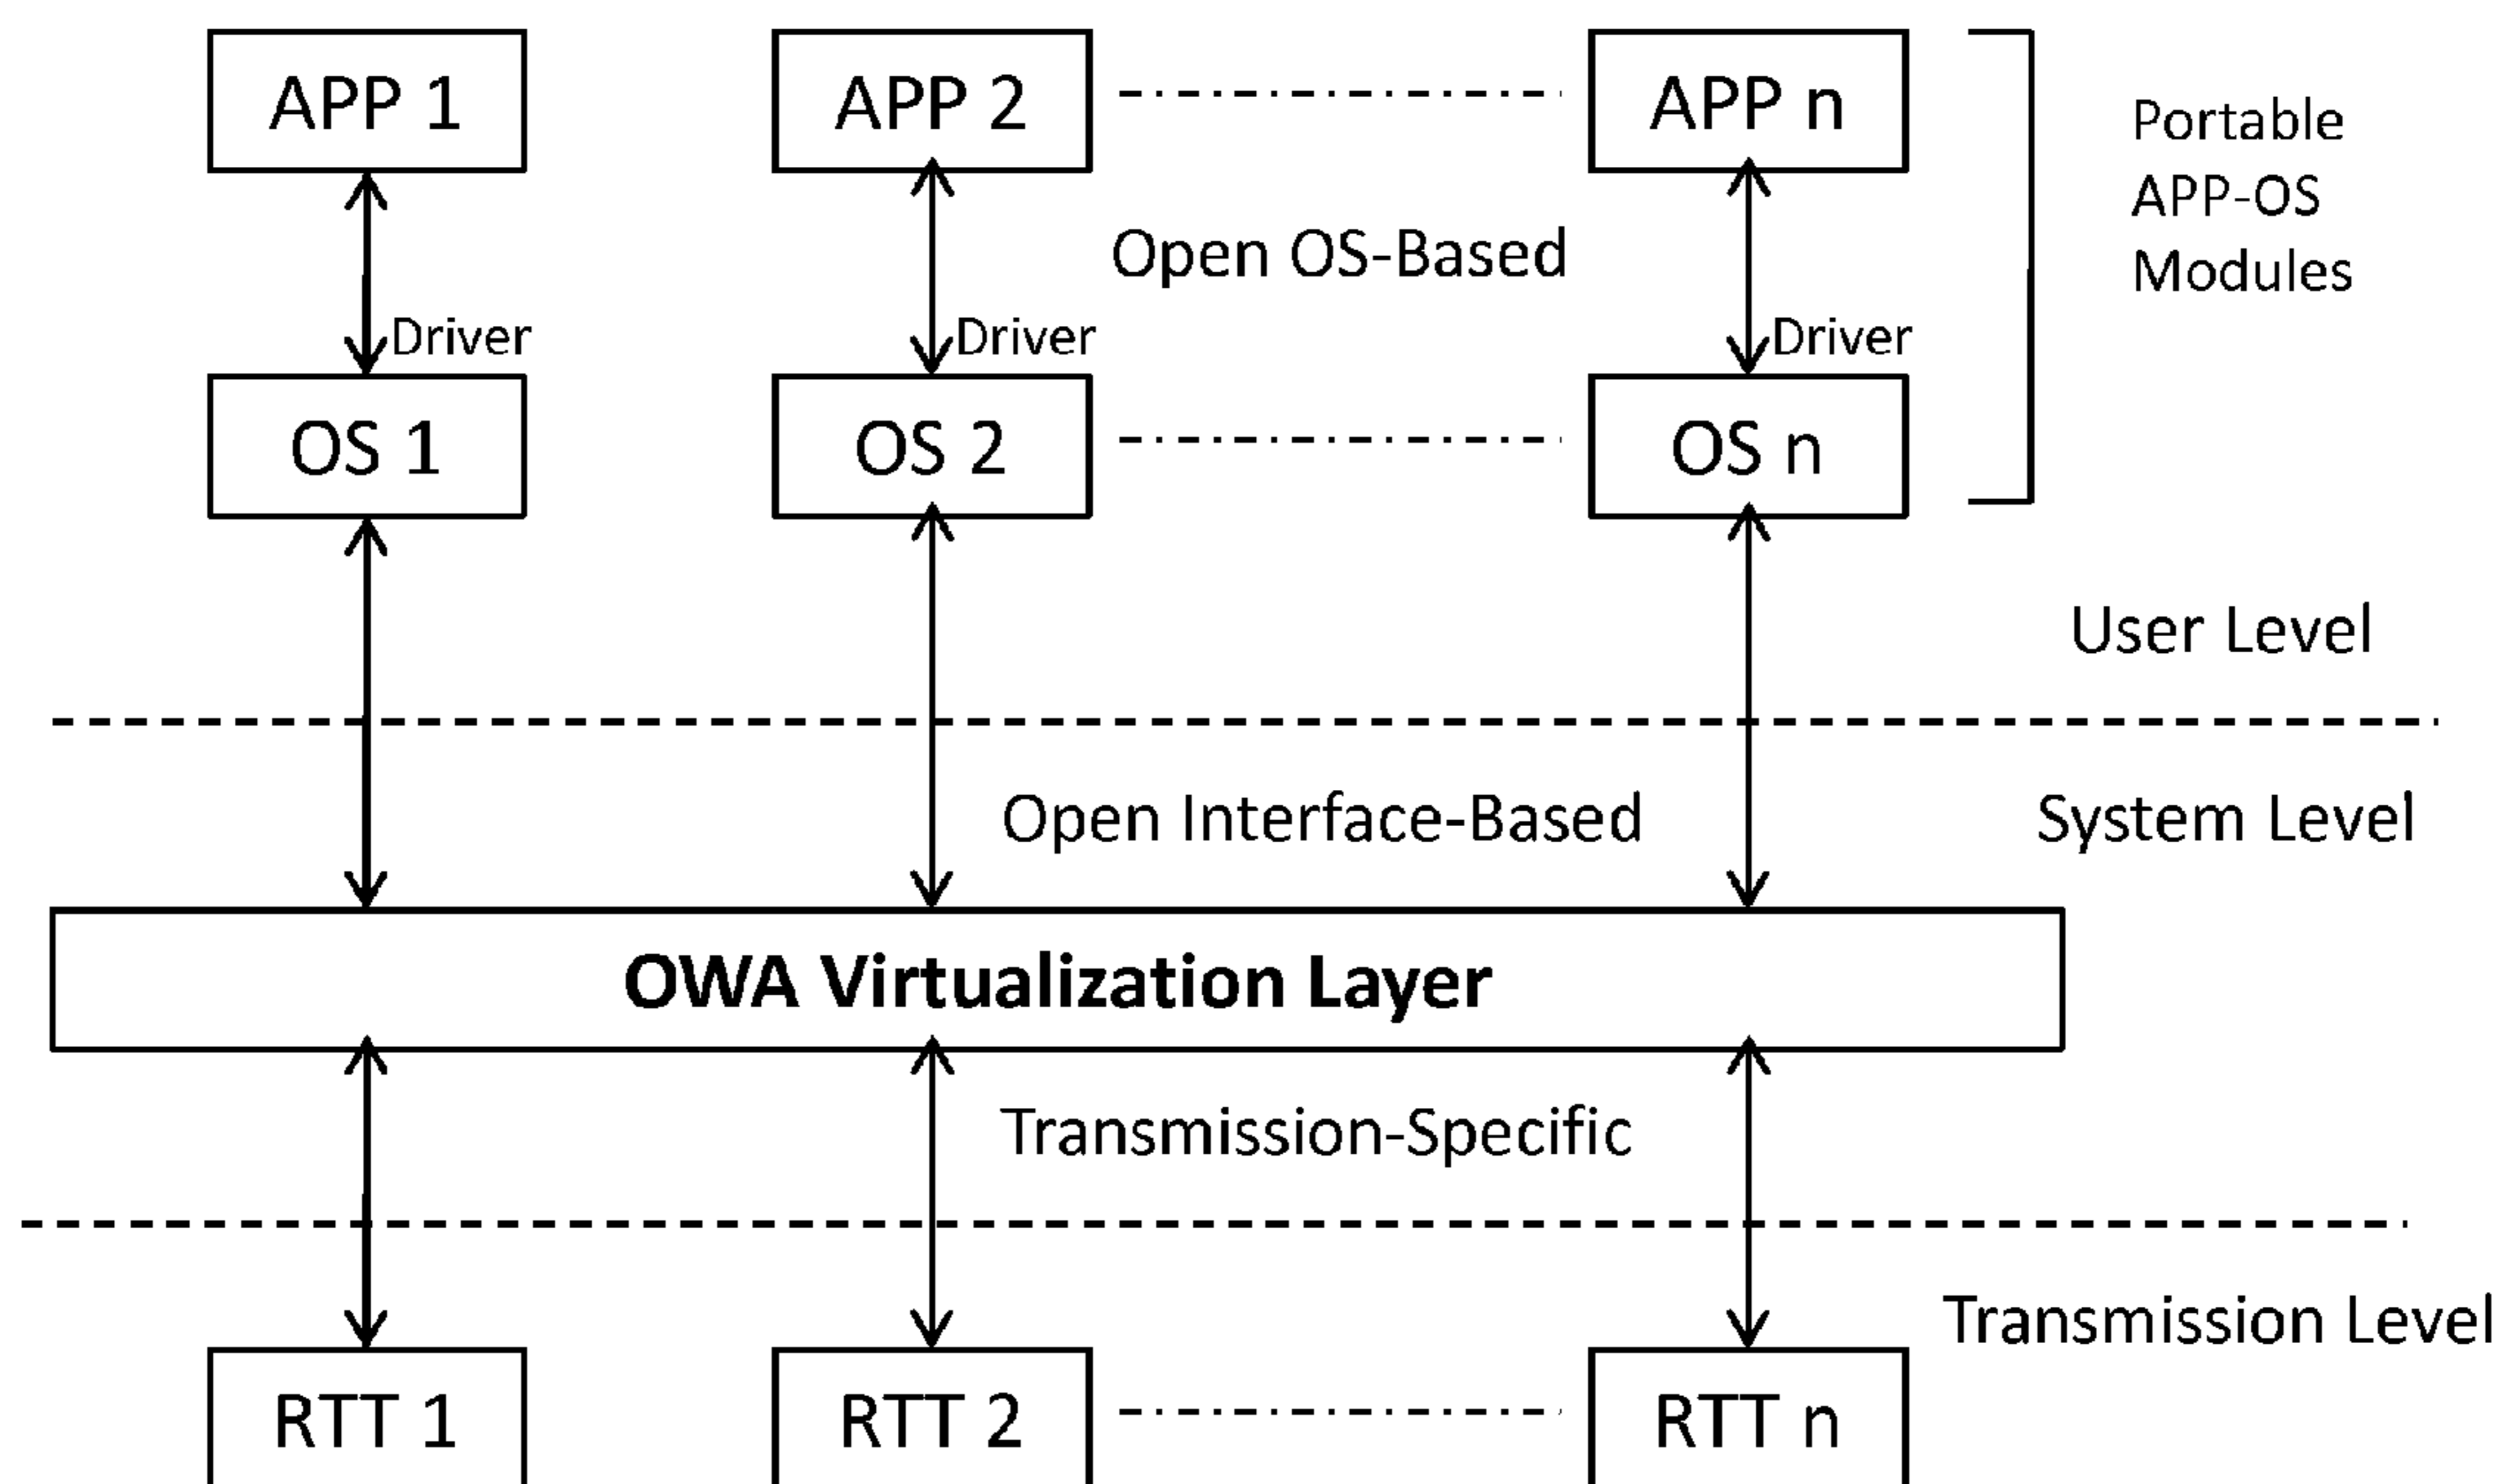 APP 1
APP 2
APP n
Portable
APP-OS
Modules
Open OS-Based
Driver
Driver
Driver
OS 1
OS 2
OS n
User Level
Open Interface-Based
System Level
OWA Virtualization Layer
Transmission-Specific
Transmission Level
RTT 1
RTT 2
RTT n